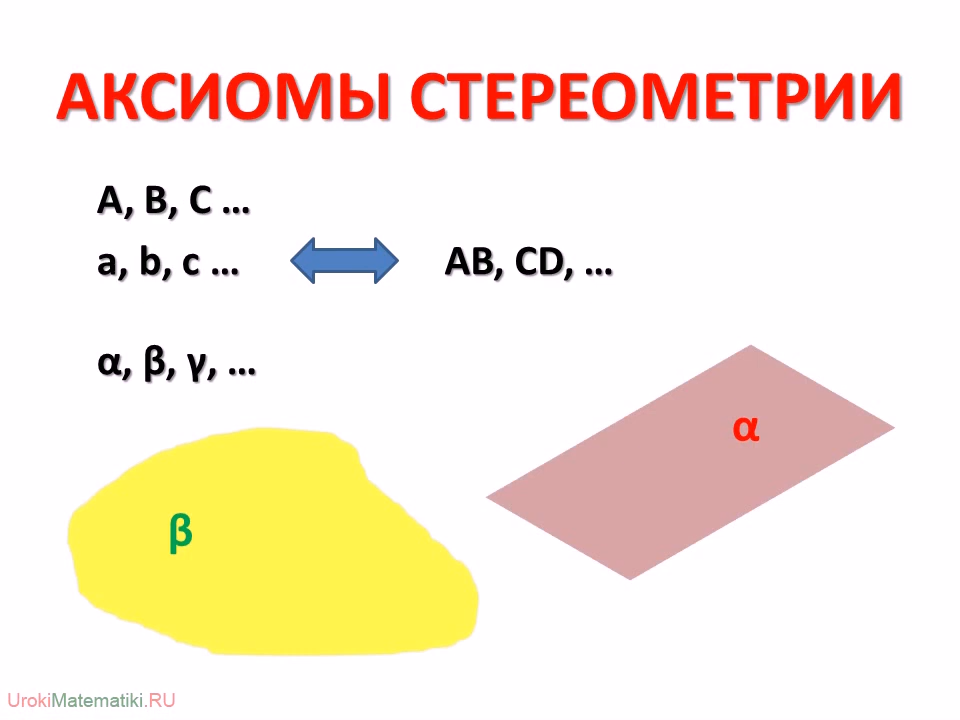 АКСИОМЫ СТЕРЕОМЕТРИИ
A, B, C …
a, b, c … AB, CD, …
α, β, γ, …
α
β
UrokiMatematiki.RU